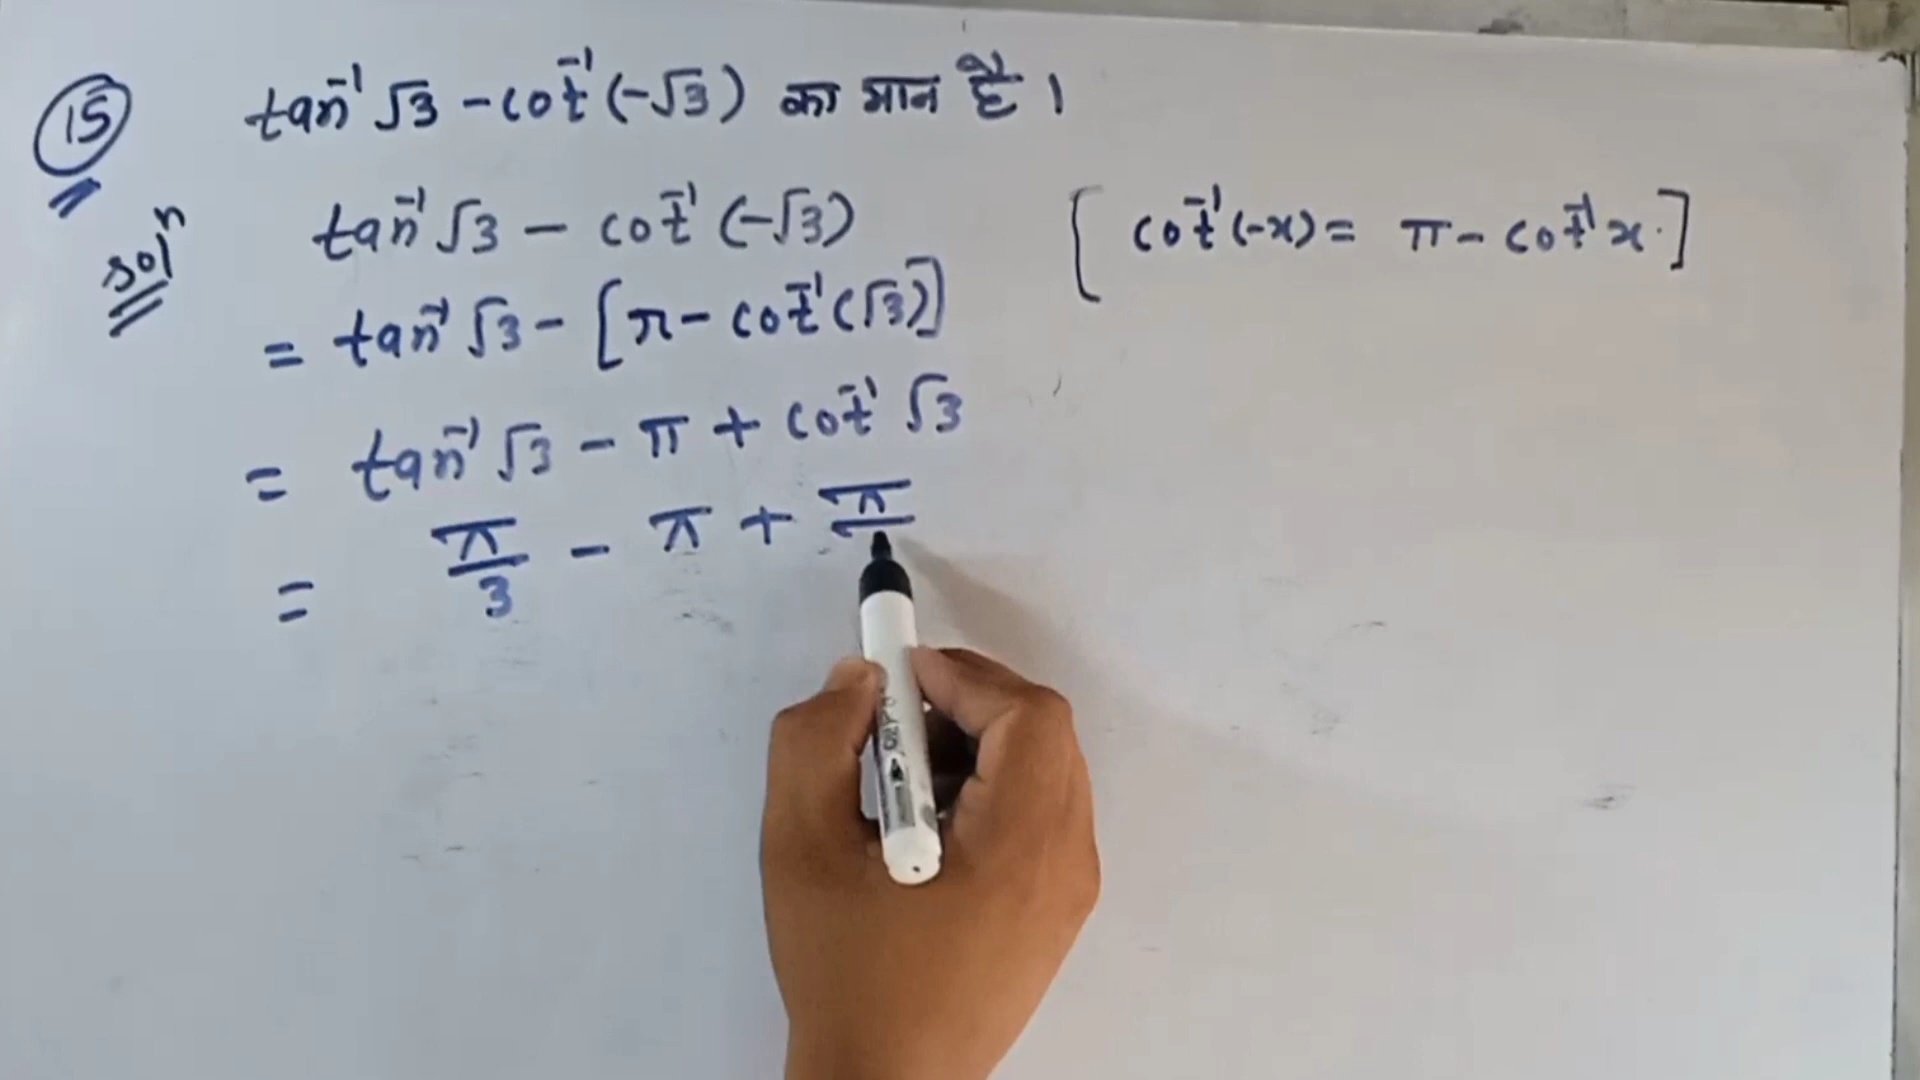 15 tan⁻¹ √3 - cot⁻¹ (-√3) का मान है ।
solⁿ tan⁻¹ √3 - cot⁻¹ (-√3) [ cot⁻¹ (-x) = π - cot⁻¹ x . ]
= tan⁻¹ √3 - [π - cot⁻¹ (√3)]
= tan⁻¹ √3 - π + cot⁻¹ √3
= π/3 - π + π/